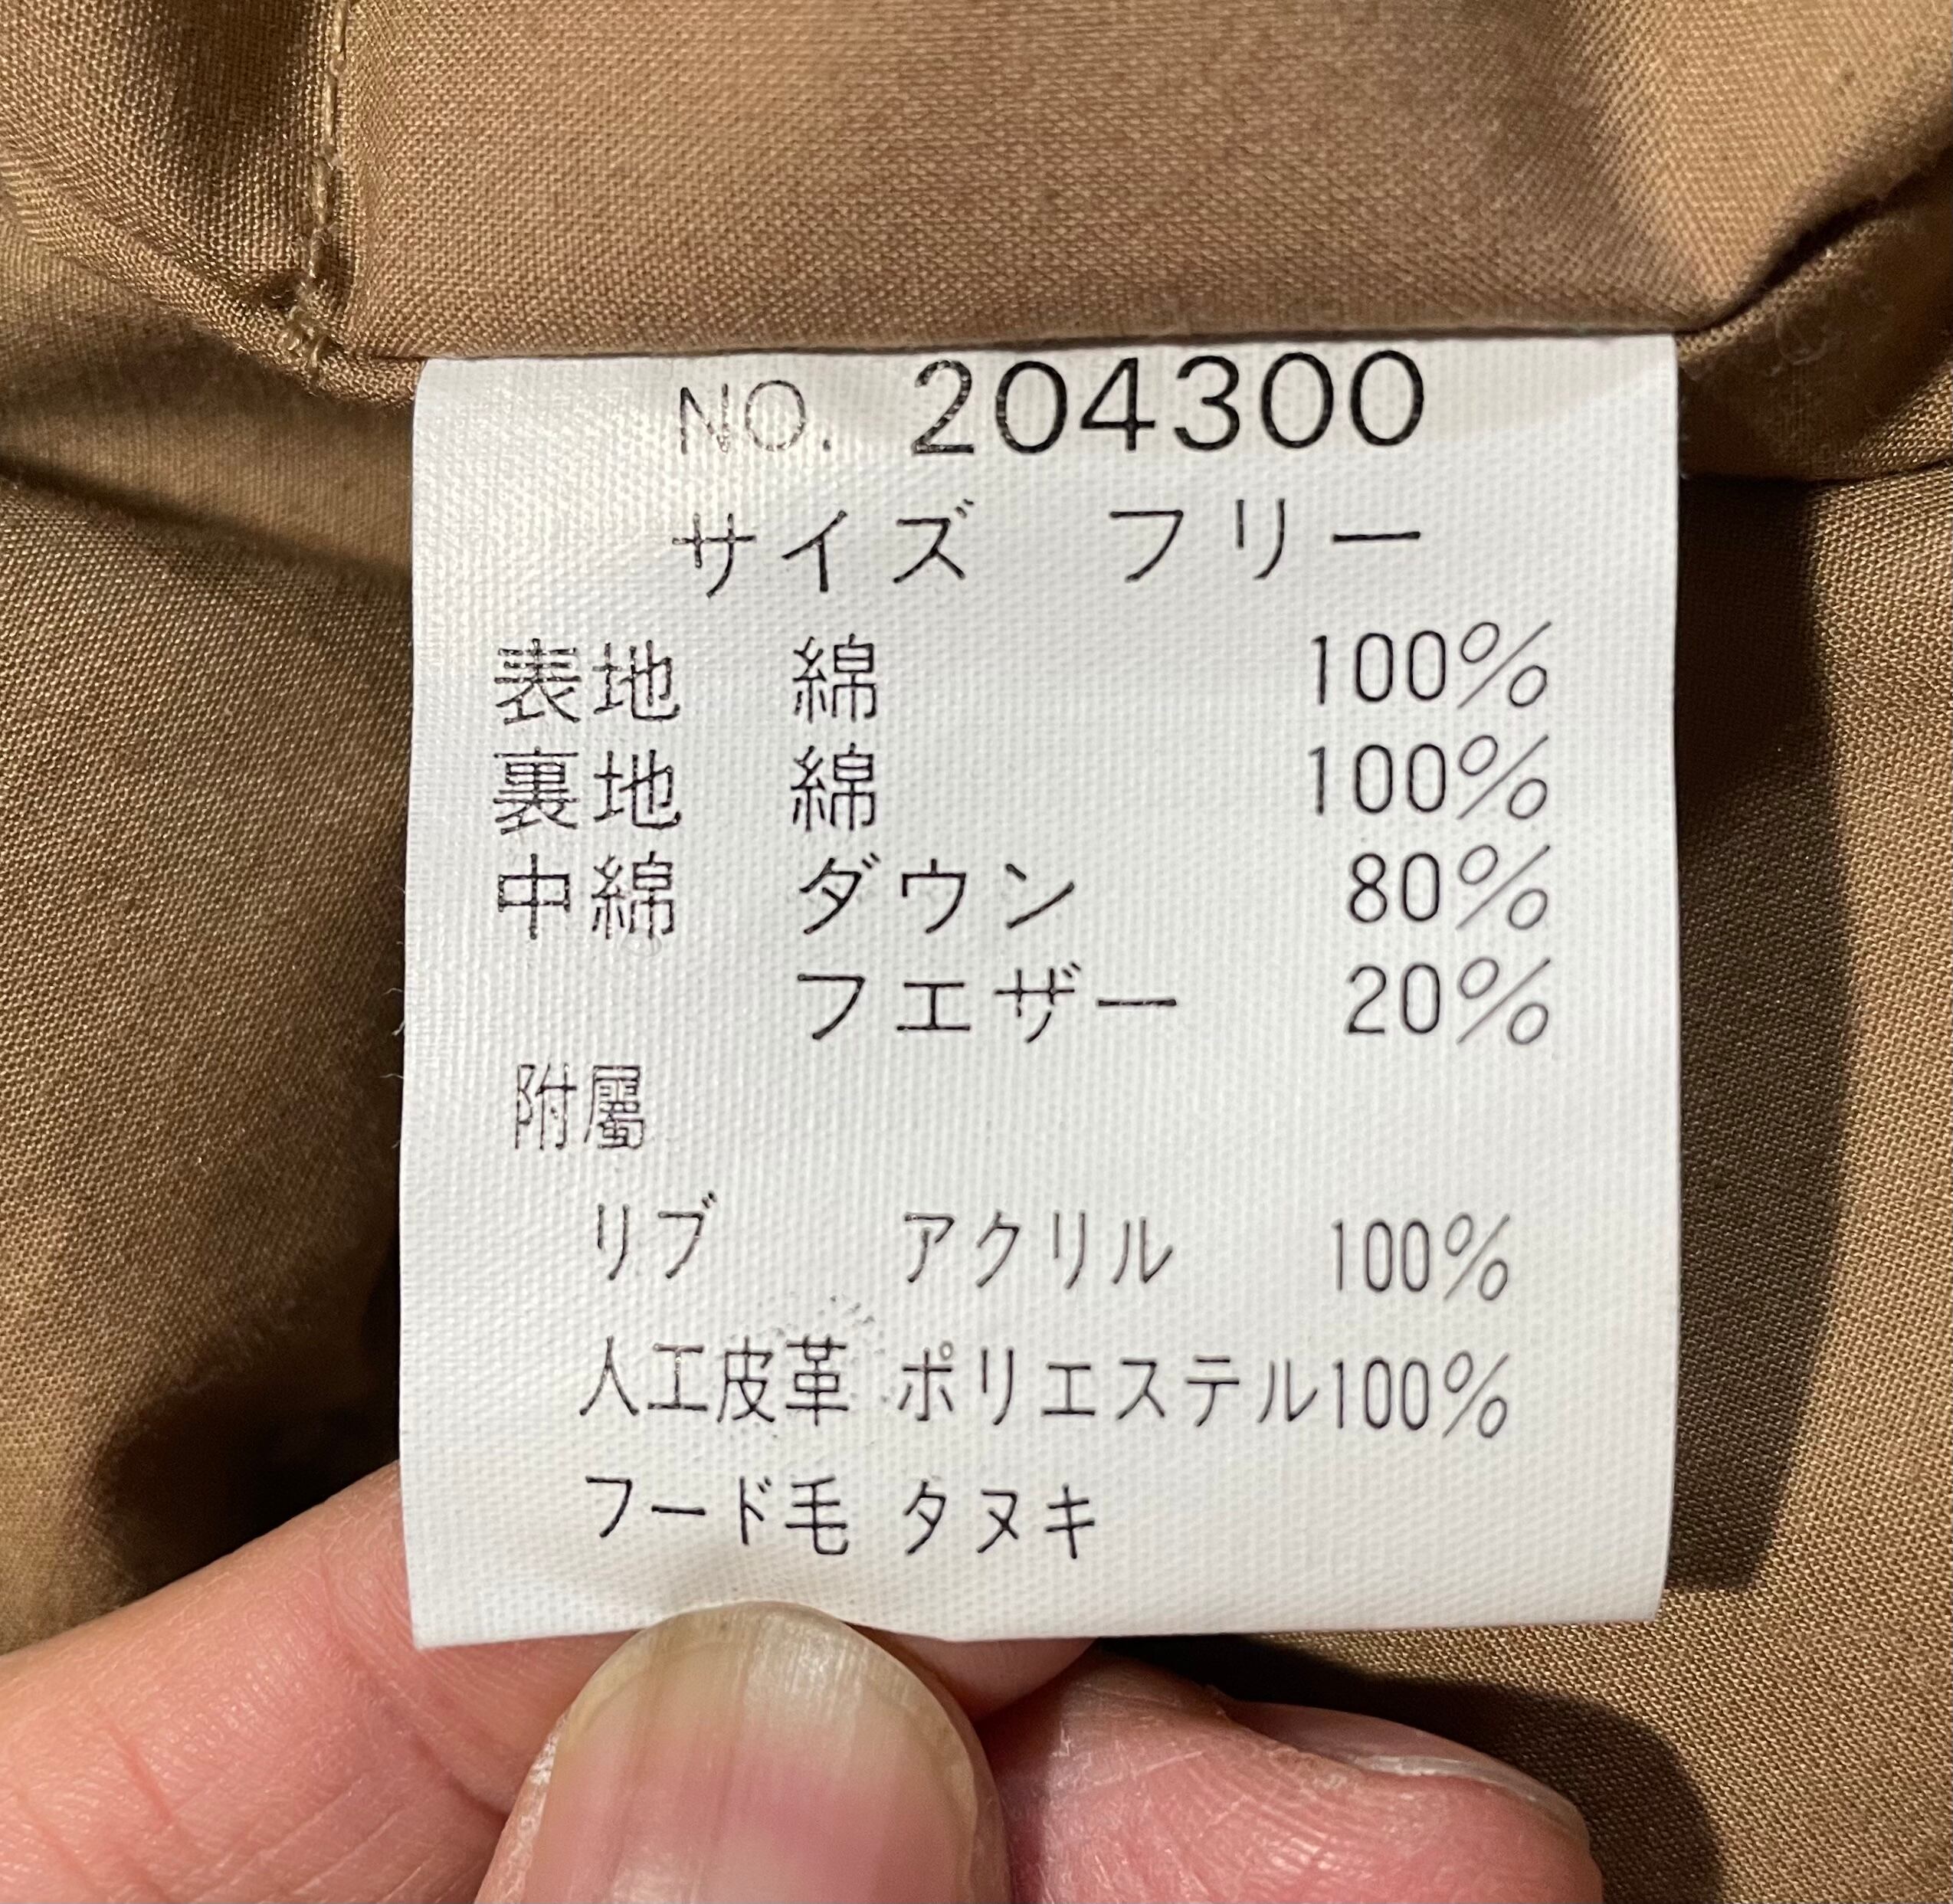 NO. 204300
サイズ フリー
表地 綿 100%
裏地 綿 100%
中綿 ダウン 80%
フエザー 20%
附屬
リブ アクリル 100%
人工皮革 ポリエステル100%
フード毛 タヌキ